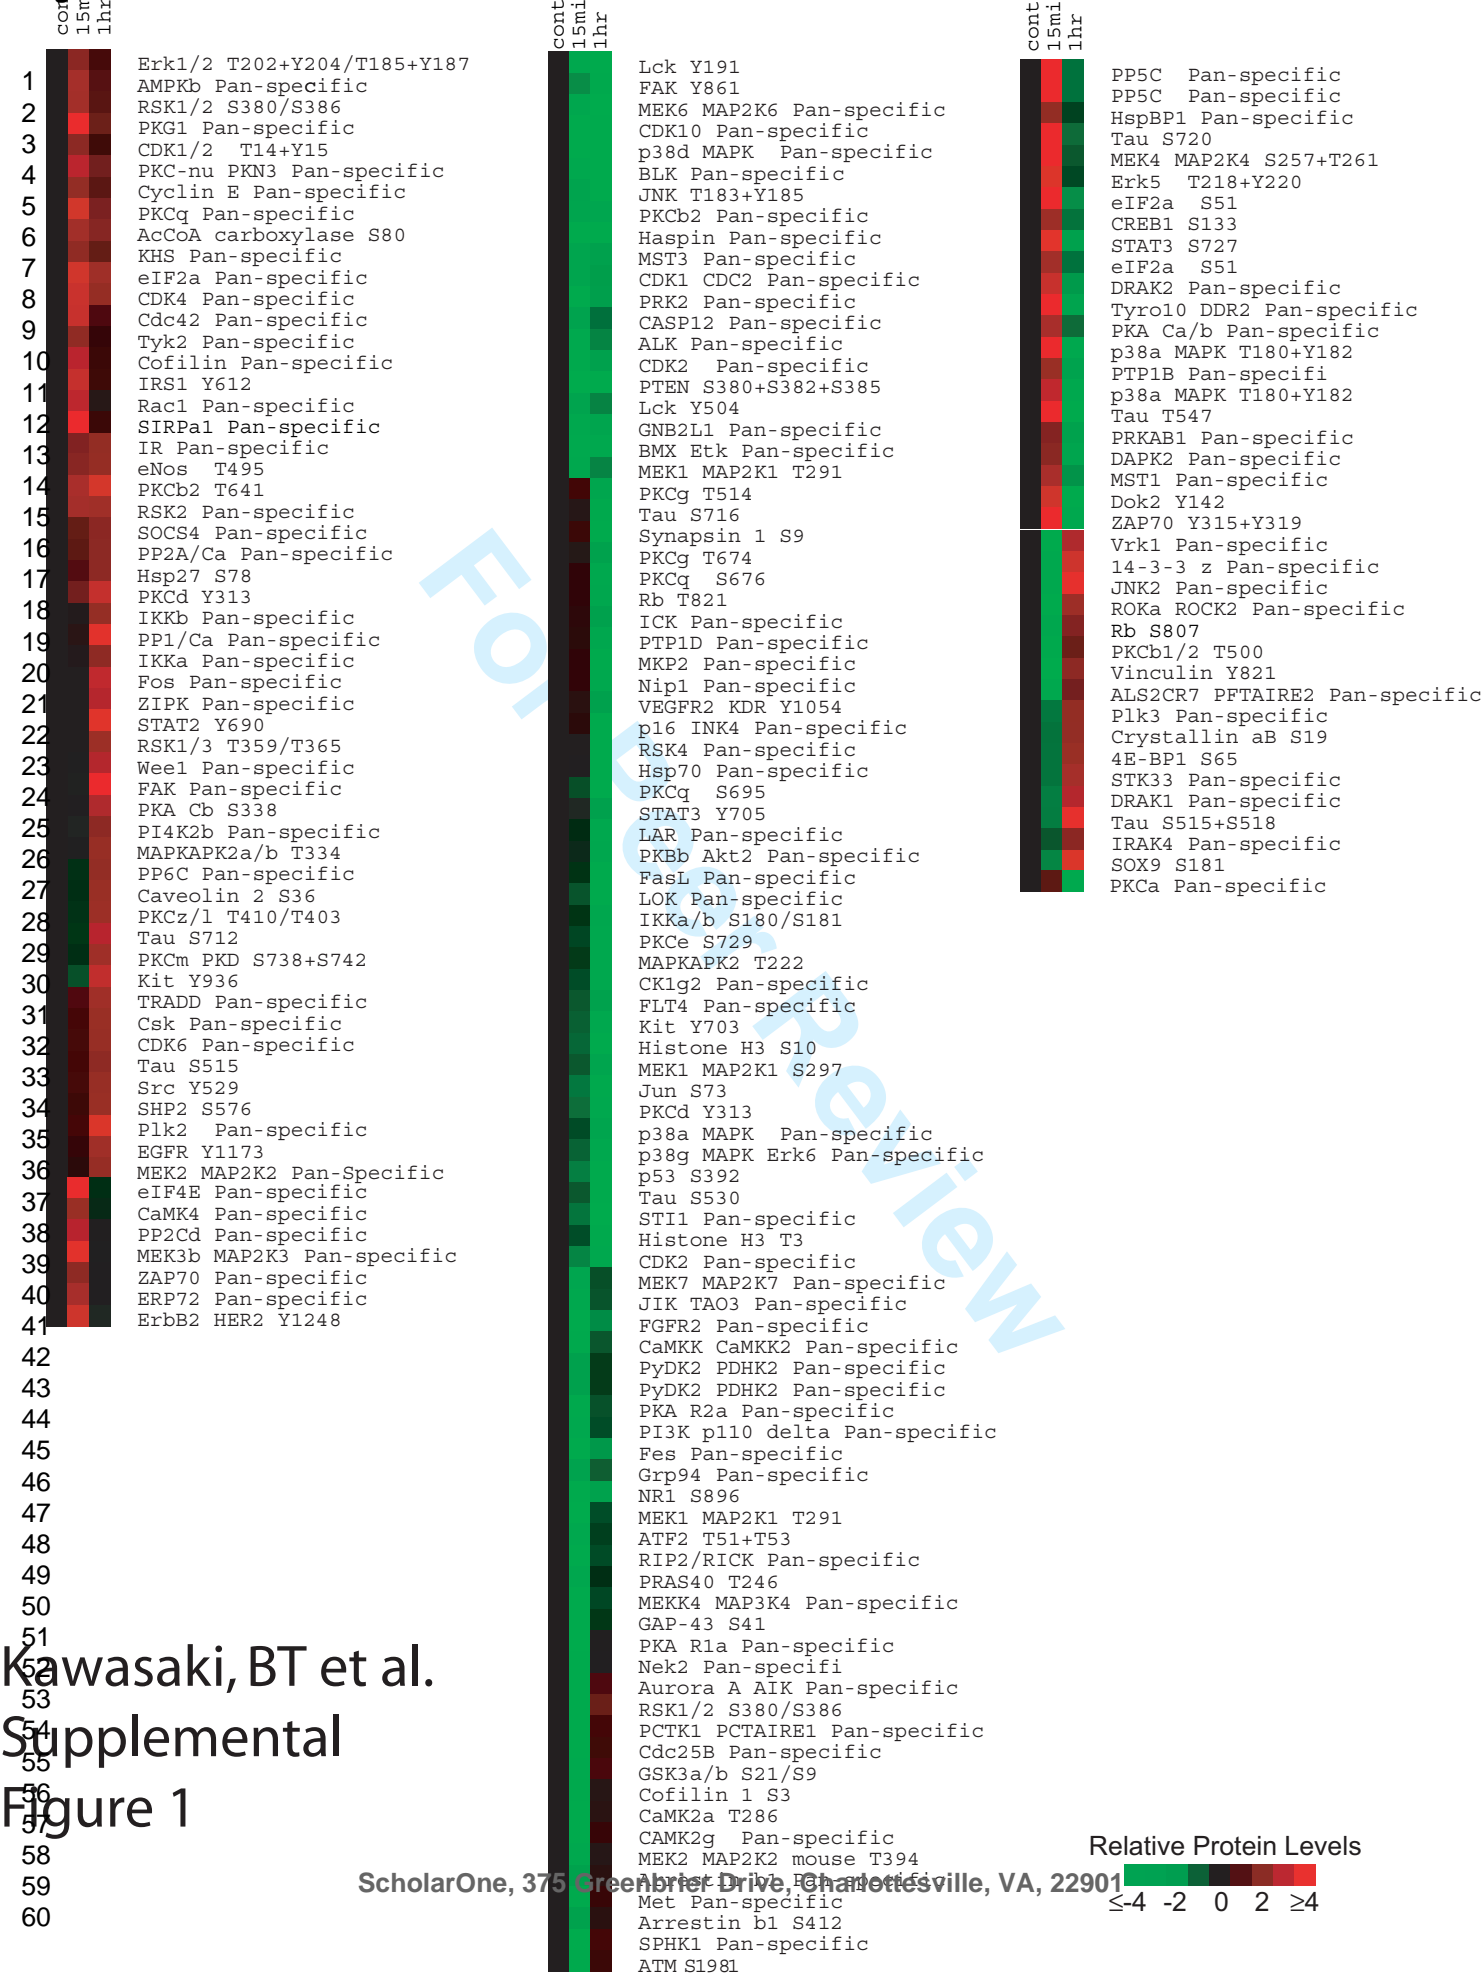 con
15m
1hr
Erk1/2 T202+Y204/T185+Y187
AMPKb Pan-specific
RSK1/2 S380/S386
PKG1 Pan-specific
CDK1/2  T14+Y15
PKC-nu PKN3 Pan-specific
Cyclin E Pan-specific
PKCq Pan-specific
AcCoA carboxylase S80
KHS Pan-specific
eIF2a Pan-specific
CDK4 Pan-specific
Cdc42 Pan-specific
Tyk2 Pan-specific
Cofilin Pan-specific
IRS1 Y612
Rac1 Pan-specific
SIRPa1 Pan-specific
IR Pan-specific
eNos  T495
PKCb2 T641
RSK2 Pan-specific
SOCS4 Pan-specific
PP2A/Ca Pan-specific
Hsp27 S78
PKCd Y313
IKKb Pan-specific
PP1/Ca Pan-specific
IKKa Pan-specific
Fos Pan-specific
ZIPK Pan-specific
STAT2 Y690
RSK1/3 T359/T365
Wee1 Pan-specific
FAK Pan-specific
PKA Cb S338
PI4K2b Pan-specific
MAPKAPK2a/b T334
PP6C Pan-specific
Caveolin 2 S36
PKCz/l T410/T403
Tau S712
PKCm PKD S738+S742
Kit Y936
TRADD Pan-specific
Csk Pan-specific
CDK6 Pan-specific
Tau S515
Src Y529
SHP2 S576
Plk2  Pan-specific
EGFR Y1173
MEK2 MAP2K2 Pan-Specific
eIF4E Pan-specific
CaMK4 Pan-specific
PP2Cd Pan-specific
MEK3b MAP2K3 Pan-specific
ZAP70 Pan-specific
ERP72 Pan-specific
ErbB2 HER2 Y1248
cont
15mi
1hr
Lck Y191
FAK Y861
MEK6 MAP2K6 Pan-specific
CDK10 Pan-specific
p38d MAPK  Pan-specific
BLK Pan-specific
JNK T183+Y185
PKCb2 Pan-specific
Haspin Pan-specific
MST3 Pan-specific
CDK1 CDC2 Pan-specific
PRK2 Pan-specific
CASP12 Pan-specific
ALK Pan-specific
CDK2  Pan-specific
PTEN S380+S382+S385
Lck Y504
GNB2L1 Pan-specific
BMX Etk Pan-specific
MEK1 MAP2K1 T291
PKCg T514
Tau S716
Synapsin 1 S9
PKCg T674
PKCq  S676
Rb T821
ICK Pan-specific
PTP1D Pan-specific
MKP2 Pan-specific
Nip1 Pan-specific
VEGFR2 KDR Y1054
p16 INK4 Pan-specific
RSK4 Pan-specific
Hsp70 Pan-specific
PKCq  S695
STAT3 Y705
LAR Pan-specific
PKBb Akt2 Pan-specific
FasL Pan-specific
LOK Pan-specific
IKKa/b S180/S181
PKCe S729
MAPKAPK2 T222
CK1g2 Pan-specific
FLT4 Pan-specific
Kit Y703
Histone H3 S10
MEK1 MAP2K1 S297
Jun S73
PKCd Y313
p38a MAPK  Pan-specific
p38g MAPK Erk6 Pan-specific
p53 S392
Tau S530
STI1 Pan-specific
Histone H3 T3
CDK2 Pan-specific
MEK7 MAP2K7 Pan-specific
JIK TAO3 Pan-specific
FGFR2 Pan-specific
CaMKK CaMKK2 Pan-specific
PyDK2 PDHK2 Pan-specific
PyDK2 PDHK2 Pan-specific
PKA R2a Pan-specific
PI3K p110 delta Pan-specific
Fes Pan-specific
Grp94 Pan-specific
NR1 S896
MEK1 MAP2K1 T291
ATF2 T51+T53
RIP2/RICK Pan-specific
PRAS40 T246
MEKK4 MAP3K4 Pan-specific
GAP-43 S41
PKA R1a Pan-specific
Nek2 Pan-specifi
Aurora A AIK Pan-specific
RSK1/2 S380/S386
PCTK1 PCTAIRE1 Pan-specific
Cdc25B Pan-specific
GSK3a/b S21/S9
Cofilin 1 S3
CaMK2a T286
CAMK2g  Pan-specific
MEK2 MAP2K2 mouse T394
Arrestin b1 Pan-specific
Met Pan-specific
Arrestin b1 S412
SPHK1 Pan-specific
ATM S1981
cont
15mi
1hr
PP5C  Pan-specific
PP5C  Pan-specific
HspBP1 Pan-specific
Tau S720
MEK4 MAP2K4 S257+T261
Erk5  T218+Y220
eIF2a  S51
CREB1 S133
STAT3 S727
eIF2a  S51
DRAK2 Pan-specific
Tyro10 DDR2 Pan-specific
PKA Ca/b Pan-specific
p38a MAPK T180+Y182
PTP1B Pan-specifi
p38a MAPK T180+Y182
Tau T547
PRKAB1 Pan-specific
DAPK2 Pan-specific
MST1 Pan-specific
Dok2 Y142
ZAP70 Y315+Y319
Vrk1 Pan-specific
14-3-3 z Pan-specific
JNK2 Pan-specific
ROKa ROCK2 Pan-specific
Rb S807
PKCb1/2 T500
Vinculin Y821
ALS2CR7 PFTAIRE2 Pan-specific
Plk3 Pan-specific
Crystallin aB S19
4E-BP1 S65
STK33 Pan-specific
DRAK1 Pan-specific
Tau S515+S518
IRAK4 Pan-specific
SOX9 S181
PKCa Pan-specific
1
2
3
4
5
6
7
8
9
10
11
12
13
14
15
16
17
18
19
20
21
22
23
24
25
26
27
28
29
30
31
32
33
34
35
36
37
38
39
40
41
42
43
44
45
46
47
48
49
50
51
52
53
54
55
56
57
58
59
60
Kawasaki, BT et al.
Supplemental
Figure 1
For Peer Review
Relative Protein Levels
≤-4 -2 0 2 ≥4
ScholarOne, 375 Greenbrier Drive, Charlottesville, VA, 22901